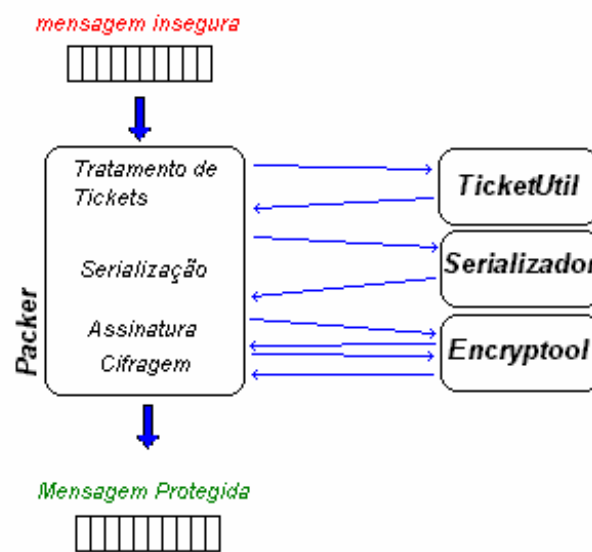 mensagem insegura
Tratamento de
Tickets
Serialização
Assinatura
Cifragem
Packer
TicketUtil
Serializador
Encryptool
Mensagem Protegida